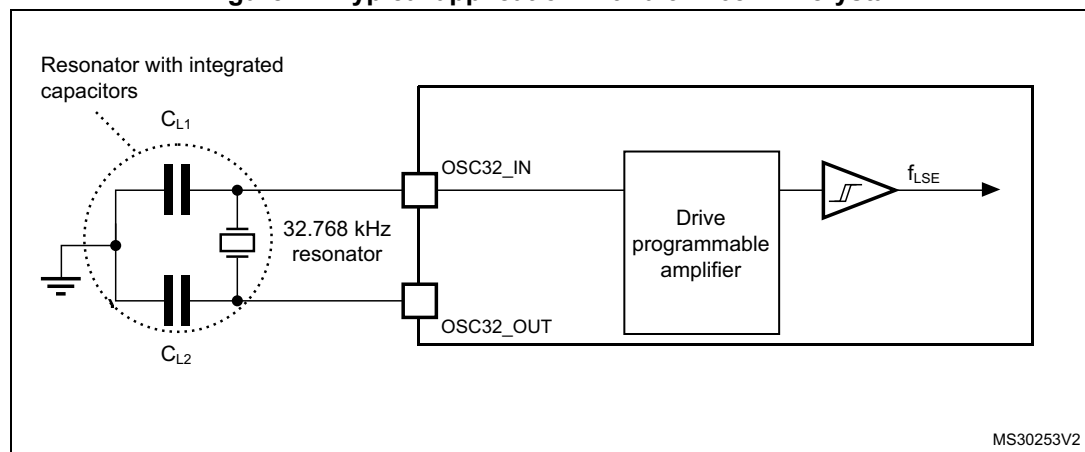 Resonator with integrated
capacitors
CL1
OSC32_IN
fLSE
Drive
programmable
amplifier
32.768 kHz
resonator
OSC32_OUT
CL2
MS30253V2